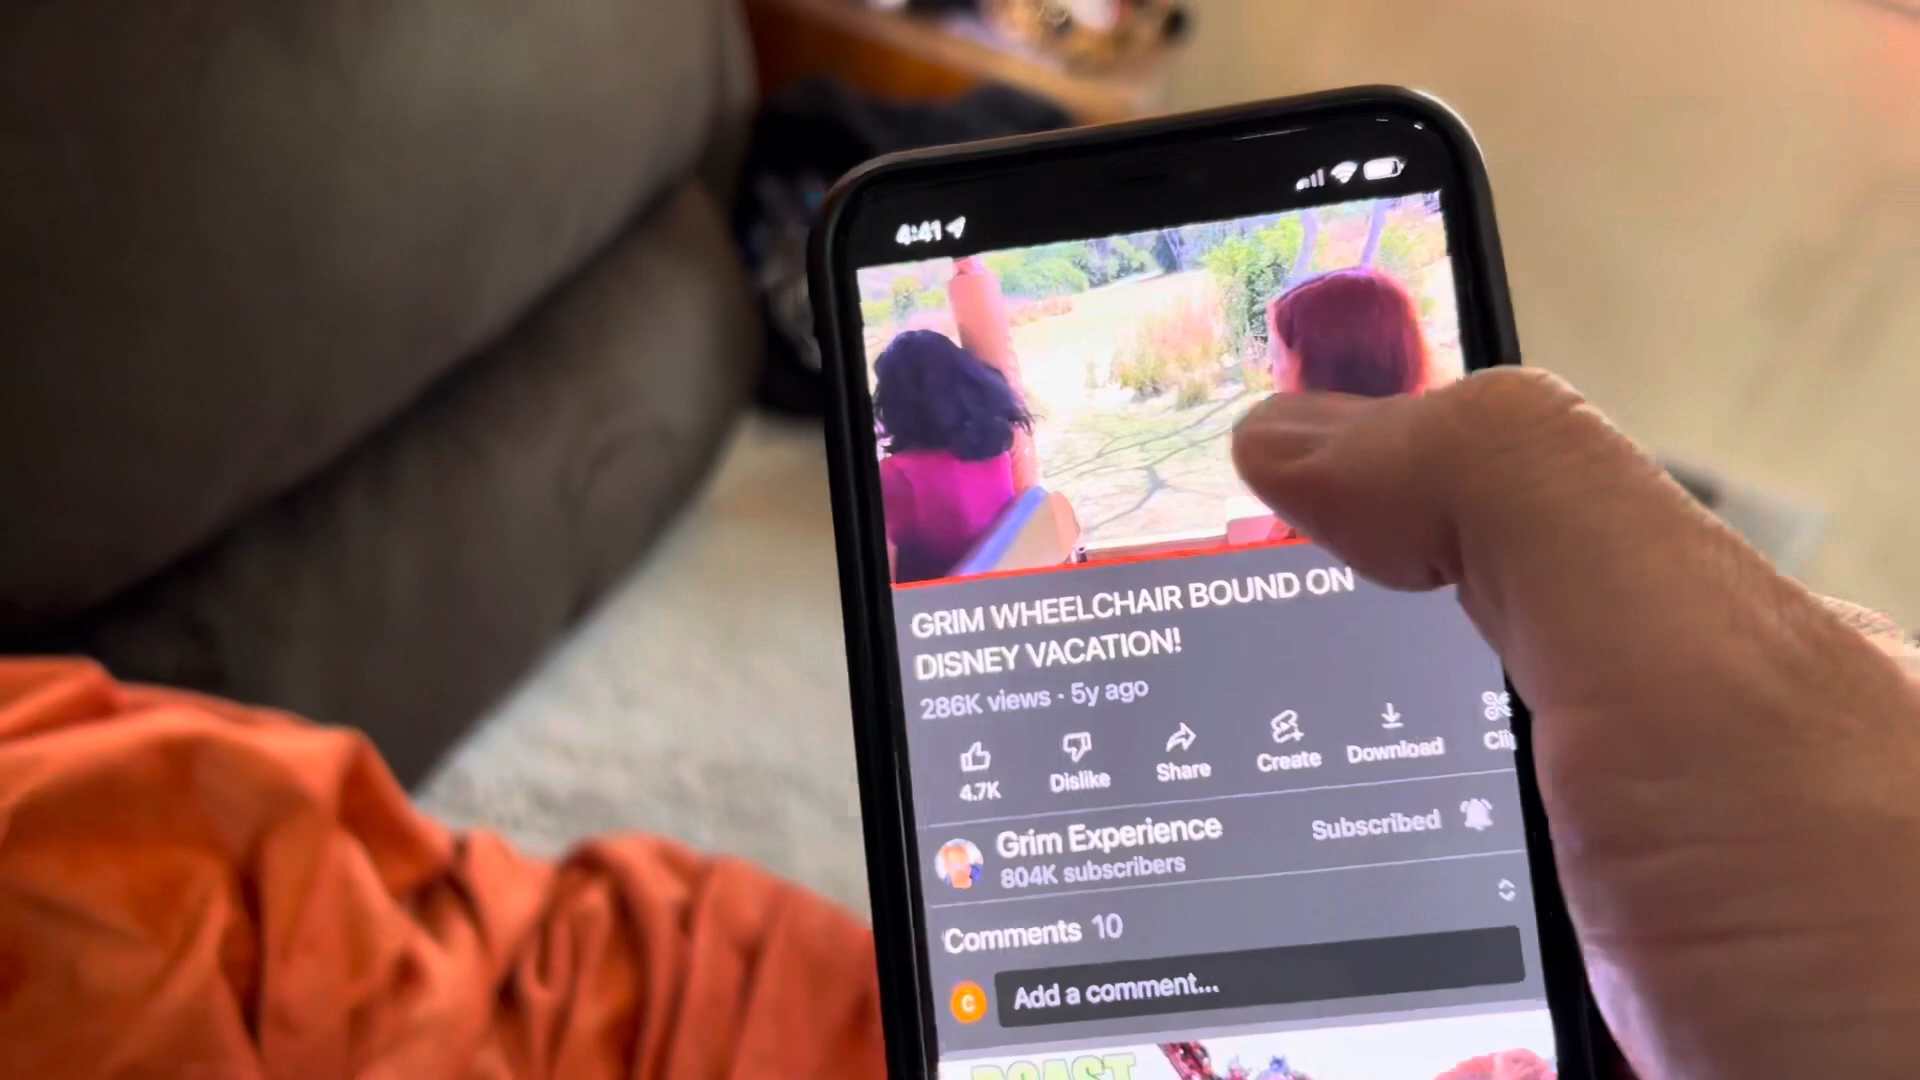 4:41
GRIM WHEELCHAIR BOUND ON
DISNEY VACATION!
286K views · 5y ago
4.7K
Dislike
Share
Create
Download
Grim Experience
804K subscribers
Subscribed
Comments 10
C
Add a comment...
ROAST